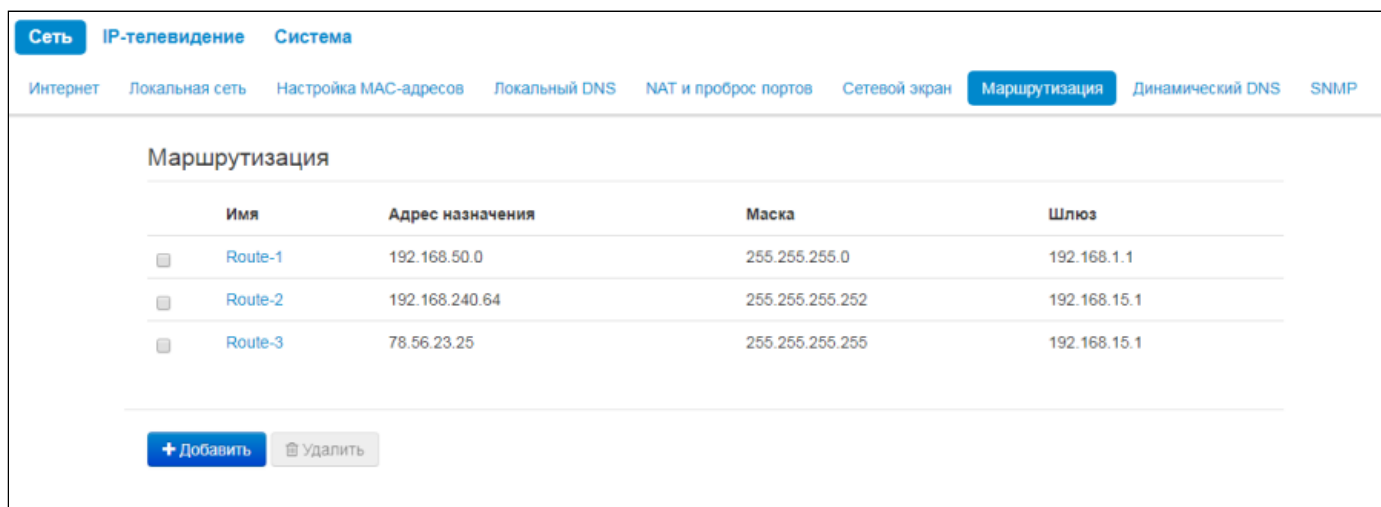 Сеть IP-телевидение Система
Интернет Локальная сеть Настройка MAC-адресов Локальный DNS NAT и проброс портов Сетевой экран Маршрутизация Динамический DNS SNMP
Маршрутизация
Имя Адрес назначения Маска Шлюз
Route-1 192.168.50.0 255.255.255.0 192.168.1.1
Route-2 192.168.240.64 255.255.255.252 192.168.15.1
Route-3 78.56.23.25 255.255.255.255 192.168.15.1
+ Добавить Удалить